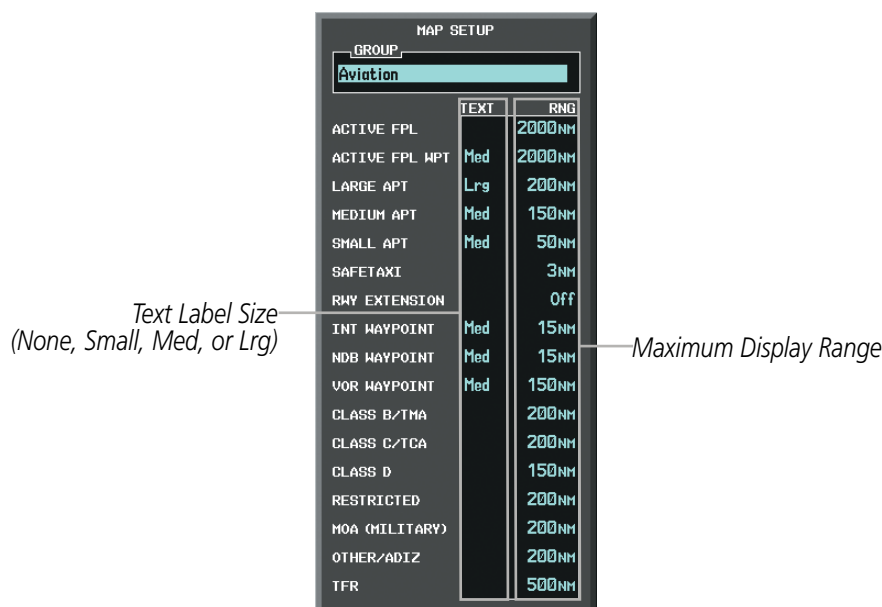 MAP SETUP
GROUP
Aviation
TEXT RNG
ACTIVE FPL 2000NM
ACTIVE FPL WPT Med 2000NM
LARGE APT Lrg 200NM
MEDIUM APT Med 150NM
SMALL APT Med 50NM
SAFETAXI 3NM
RWY EXTENSION Off
INT WAYPOINT Med 15NM
NDB WAYPOINT Med 15NM
VOR WAYPOINT Med 150NM
CLASS B/TMA 200NM
CLASS C/TCA 200NM
CLASS D 150NM
RESTRICTED 200NM
MOA (MILITARY) 200NM
OTHER/ADIZ 200NM
TFR 500NM
Text Label Size
(None, Small, Med, or Lrg)
Maximum Display Range